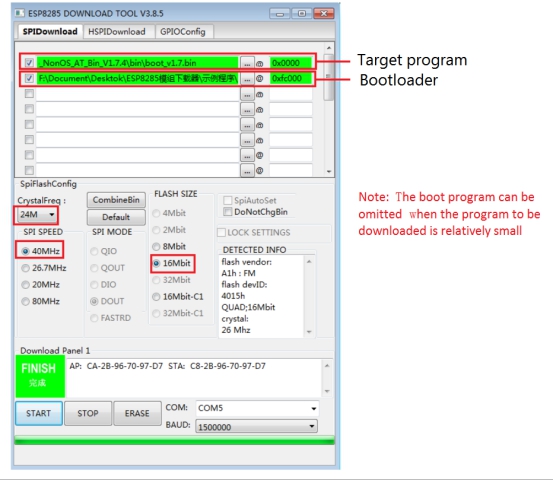 ESP8285 DOWNLOAD TOOL V3.8.5
SPIDownload HSPIDownload GPIOConfig
_NonOS_AT_Bin_V1.7.4\bin\boot_v1.7.bin ... @ 0x0000
Target program
F:\Document\Desktok\ESP8285模组下载器\示例程序\ ... @ 0xfc000
Bootloader
... @
... @
... @
... @
... @
SpiFlashConfig
CrystalFreq :
24M
CombineBin
Default
SPI SPEED
40MHz
26.7MHz
20MHz
80MHz
SPI MODE
QIO
QOUT
DIO
DOUT
FASTRD
FLASH SIZE
4Mbit
2Mbit
8Mbit
16Mbit
32Mbit
16Mbit-C1
32Mbit-C1
SpiAutoSet
DoNotChgBin
LOCK SETTINGS
DETECTED INFO
flash vendor:
A1h : FM
flash devID:
4015h
QUAD;16Mbit
crystal:
26 Mhz
Note: The boot program can be
omitted when the program to be
downloaded is relatively small
Download Panel 1
FINISH
完成
AP: CA-2B-96-70-97-D7 STA: C8-2B-96-70-97-D7
START STOP ERASE
COM: COM5
BAUD: 1500000